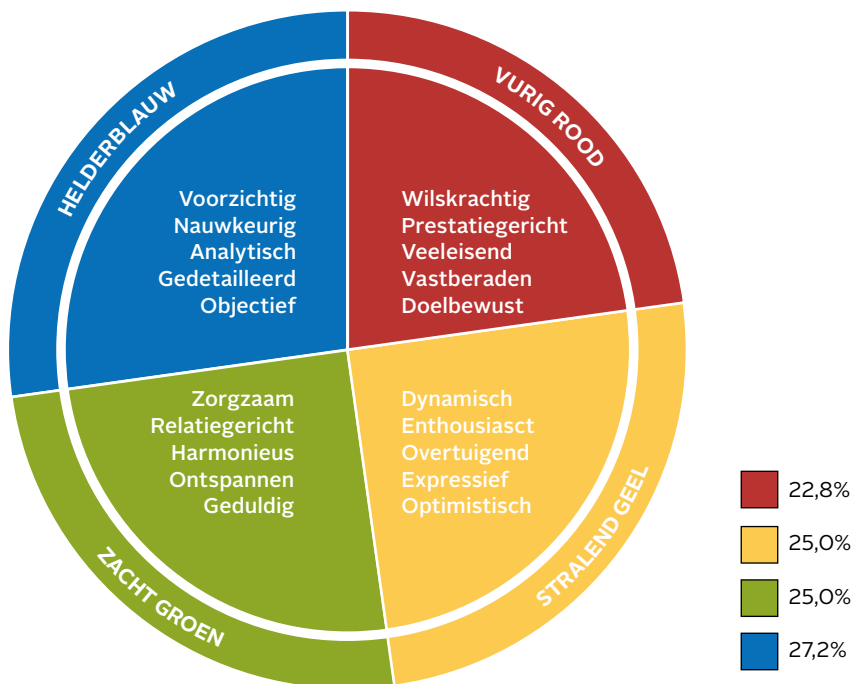 HELDERBLAUW
VURIG ROOD
Voorzichtig
Nauwkeurig
Analytisch
Gedetailleerd
Objectief
Wilskrachtig
Prestatiegericht
Veeleisend
Vastberaden
Doelbewust
Zorgzaam
Relatiegericht
Harmonieus
Ontspannen
Geduldig
Dynamisch
Enthousiasct
Overtuigend
Expressief
Optimistisch
ZACHT GROEN
STRALEND GEEL
22,8%
25,0%
25,0%
27,2%